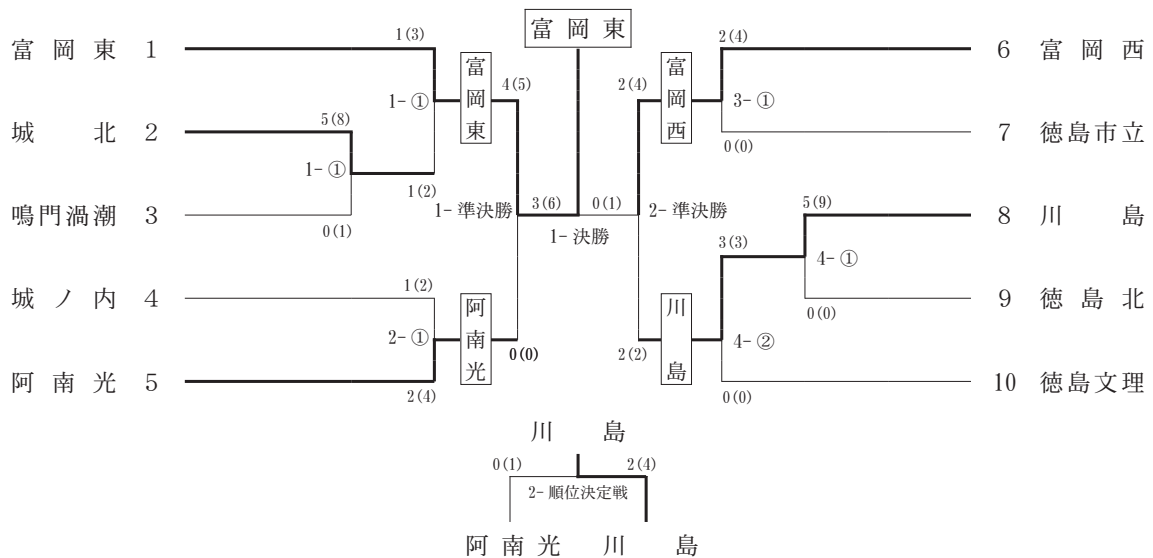 富岡東
富岡東 1
1(3)
1-①
富岡東
4(5)
城北 2
5(8)
1-①
1(2)
鳴門渦潮 3
0(1)
1-準決勝
3(6)
0(1)
1-決勝
城ノ内 4
1(2)
2-①
阿南光
0(0)
阿南光 5
2(4)
2(4)
富岡西
2(4)
6 富岡西
3-①
0(0)
7 徳島市立
2-準決勝
5(9)
8 川島
3(3)
4-①
0(0)
9 徳島北
2(2)
川島
4-②
0(0)
10 徳島文理
川島
0(1)
2(4)
2-順位決定戦
阿南光 川島